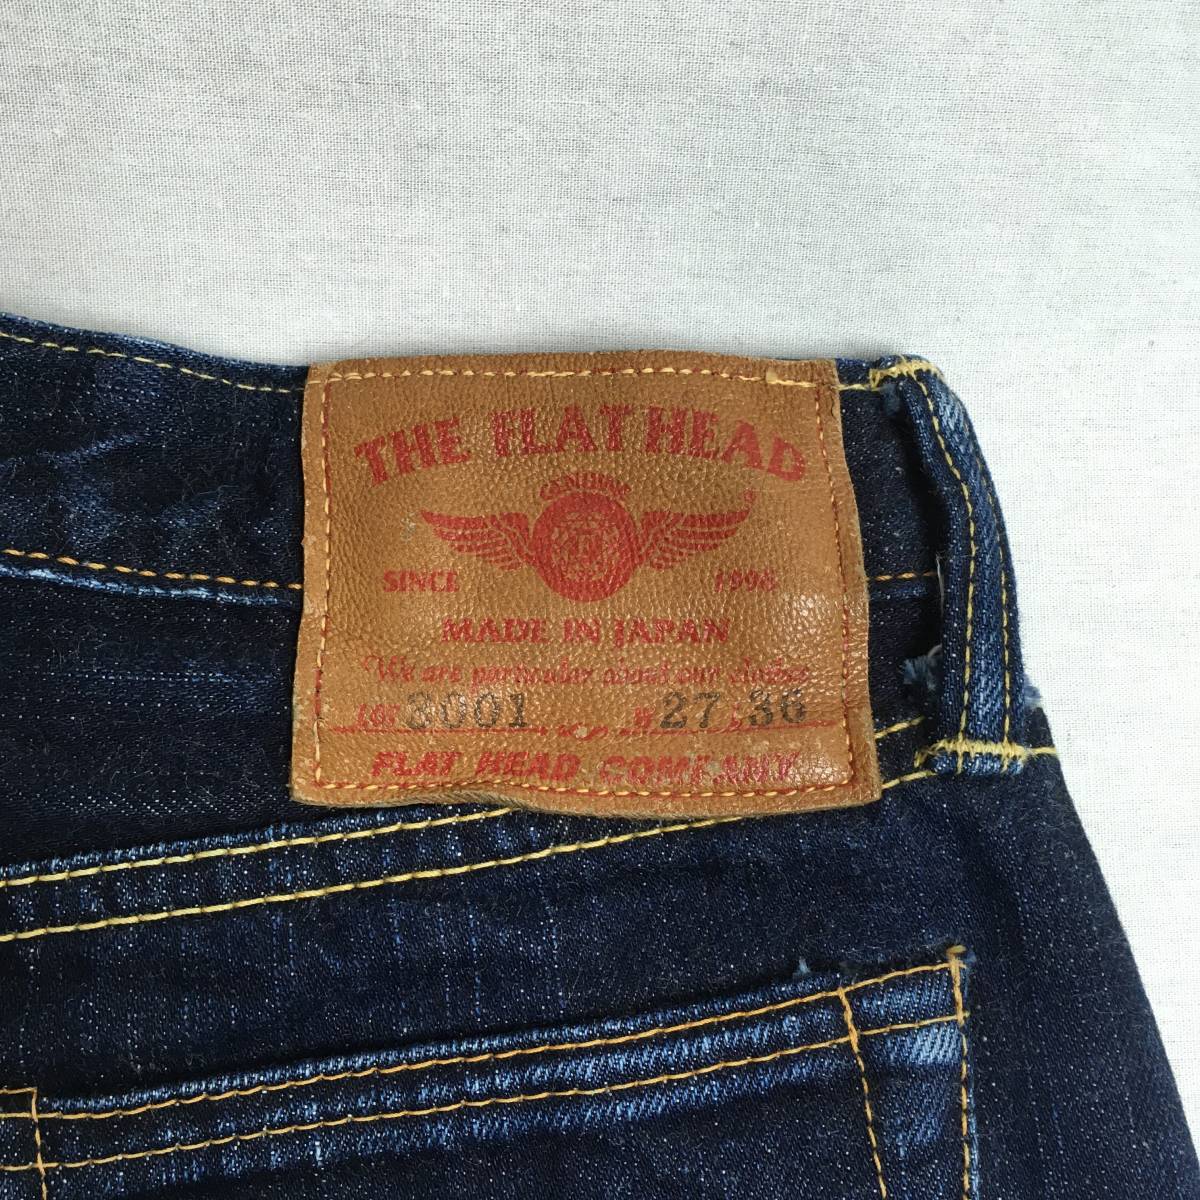 THE FLAT HEAD
GENUINE
®
SINCE 1996
MADE IN JAPAN
We are particular about our clothes
LOT 3001 W 27 L 36
FLAT HEAD COMPANY